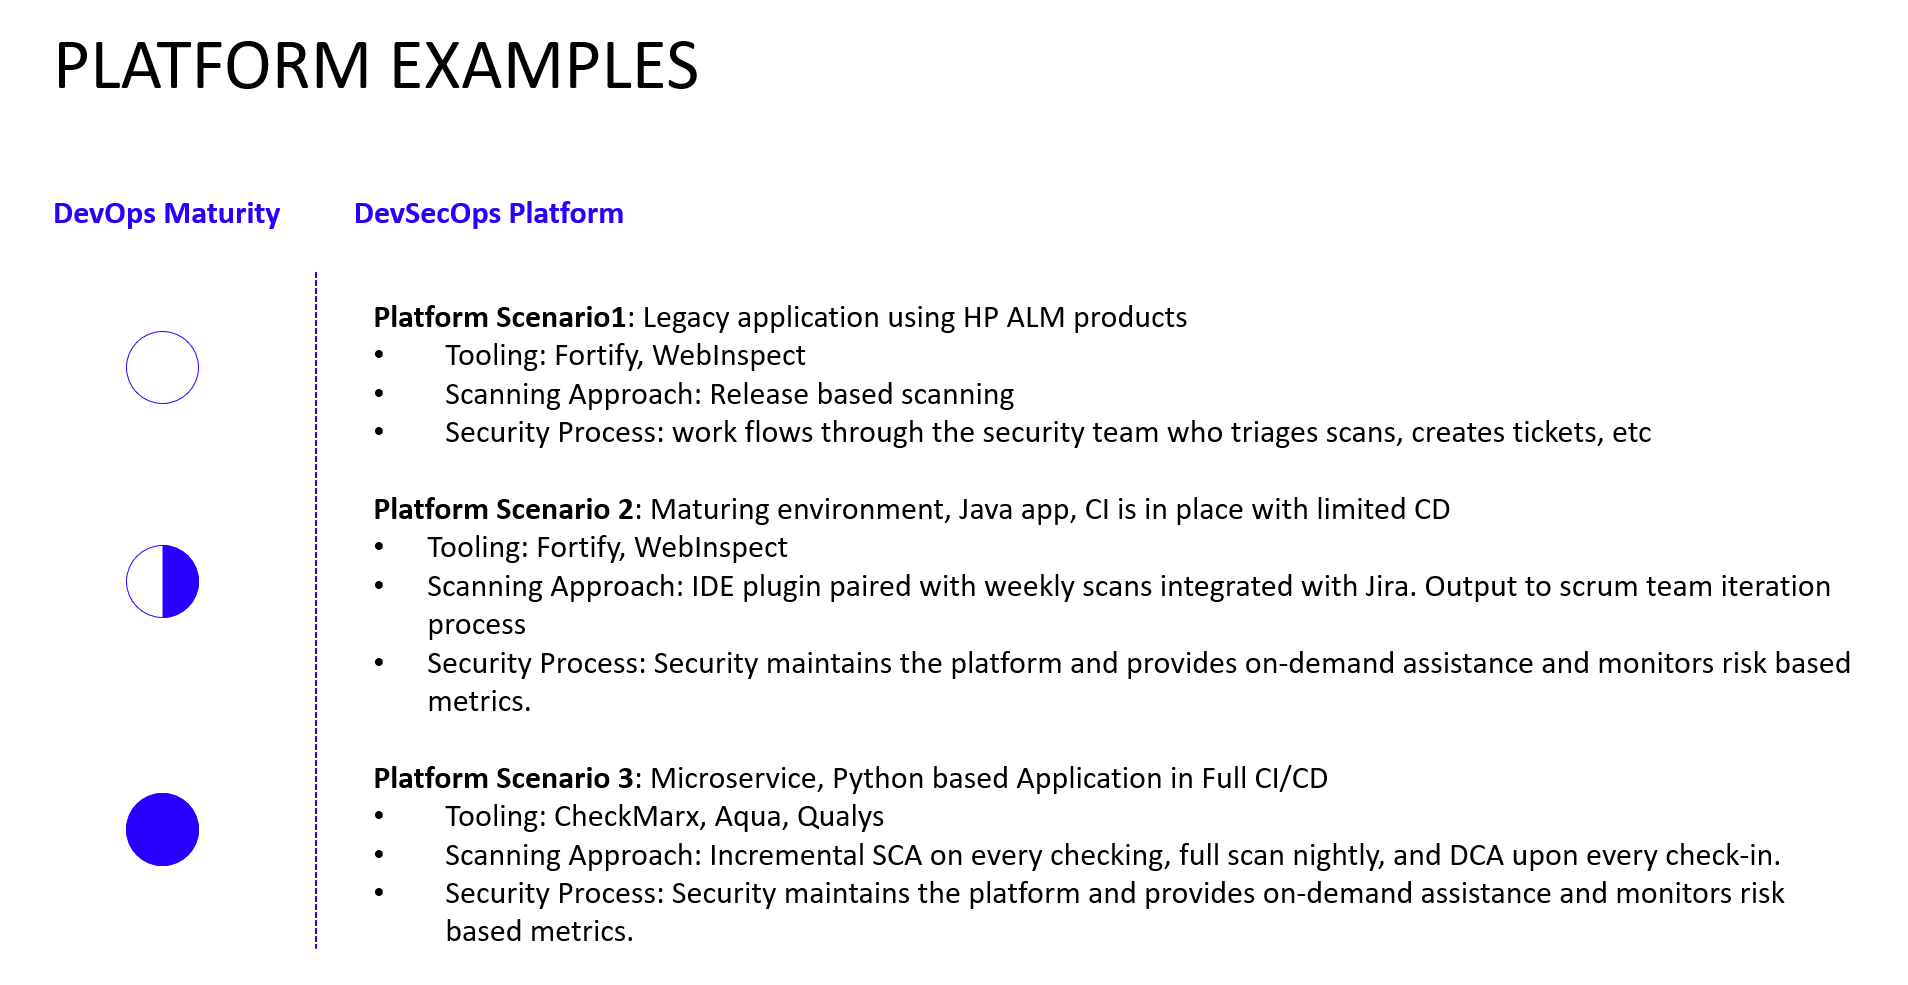 PLATFORM EXAMPLES
DevOps Maturity
DevSecOps Platform
Platform Scenario1: Legacy application using HP ALM products
• Tooling: Fortify, WebInspect
• Scanning Approach: Release based scanning
• Security Process: work flows through the security team who triages scans, creates tickets, etc
Platform Scenario 2: Maturing environment, Java app, CI is in place with limited CD
• Tooling: Fortify, WebInspect
• Scanning Approach: IDE plugin paired with weekly scans integrated with Jira. Output to scrum team iteration
process
• Security Process: Security maintains the platform and provides on-demand assistance and monitors risk based
metrics.
Platform Scenario 3: Microservice, Python based Application in Full CI/CD
• Tooling: CheckMarx, Aqua, Qualys
• Scanning Approach: Incremental SCA on every checking, full scan nightly, and DCA upon every check-in.
• Security Process: Security maintains the platform and provides on-demand assistance and monitors risk
based metrics.